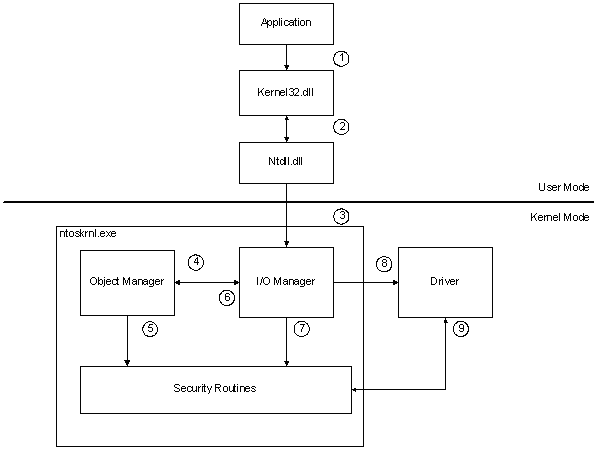 Application
1
Kernel32.dll
2
Ntdll.dll
User Mode
3
Kernel Mode
ntoskrnl.exe
4
8
Object Manager
I/O Manager
Driver
6
5
7
9
Security Routines